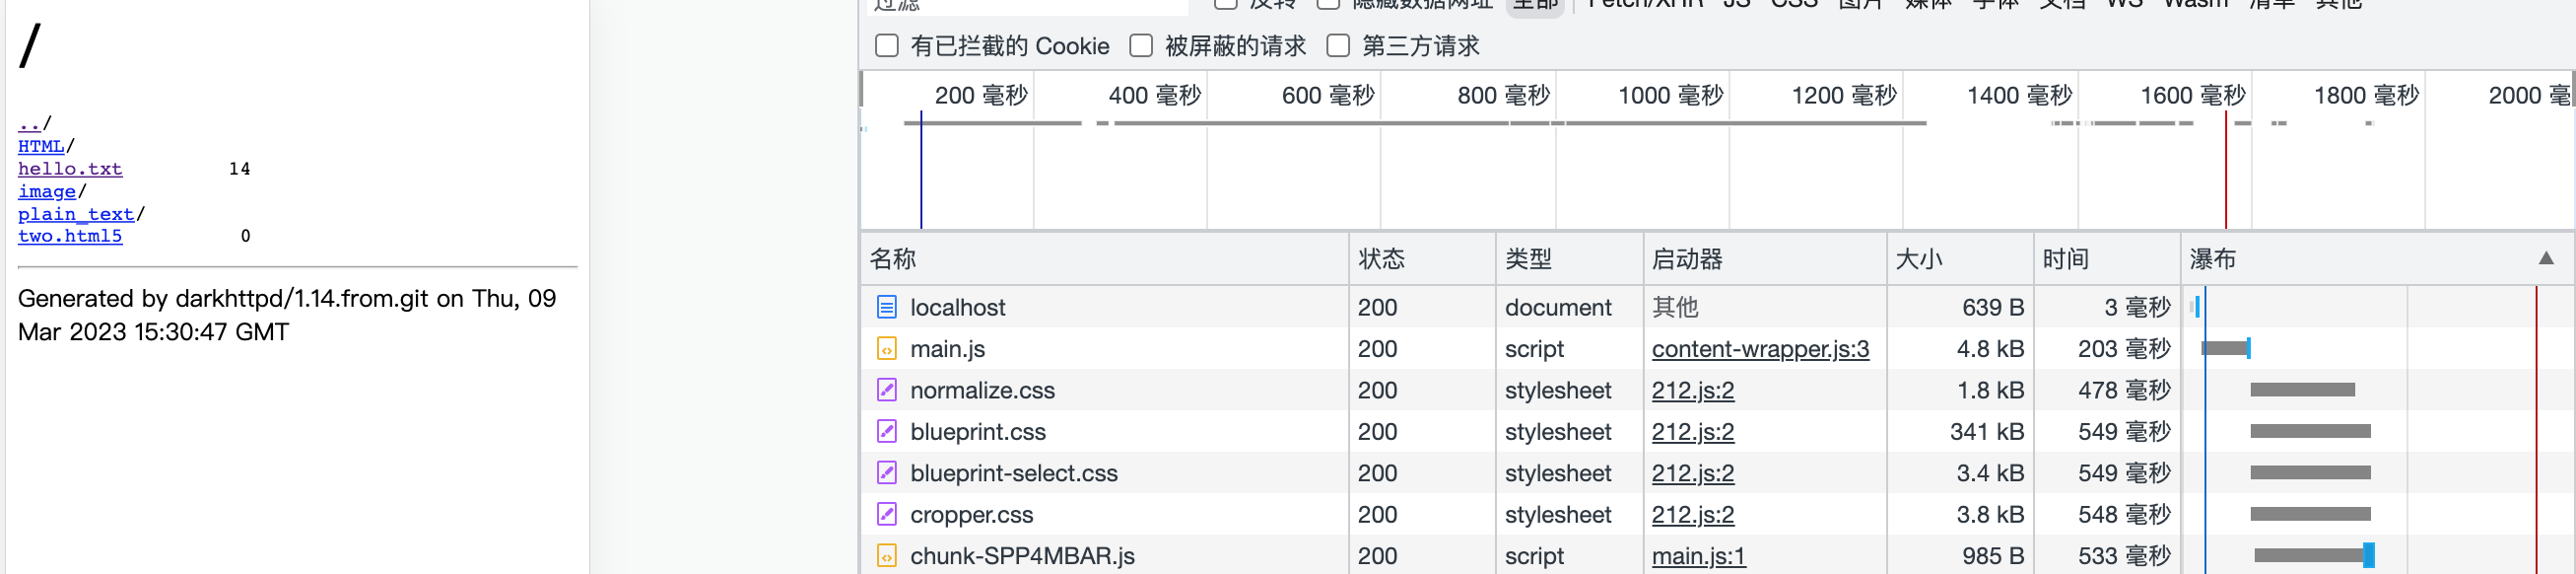 /
../
HTML/
hello.txt 14
image/
plain_text/
two.html5 0
Generated by darkhttpd/1.14.from.git on Thu, 09
Mar 2023 15:30:47 GMT
过滤 反转 隐藏数据网址 全部 Fetch/XHR JS CSS 图片 媒体 字体 文档 WS Wasm 清单 其他
有已拦截的 Cookie 被屏蔽的请求 第三方请求
200 毫秒 400 毫秒 600 毫秒 800 毫秒 1000 毫秒 1200 毫秒 1400 毫秒 1600 毫秒 1800 毫秒 2000 毫
名称 状态 类型 启动器 大小 时间 瀑布
localhost 200 document 其他 639 B 3 毫秒
main.js 200 script content-wrapper.js:3 4.8 kB 203 毫秒
normalize.css 200 stylesheet 212.js:2 1.8 kB 478 毫秒
blueprint.css 200 stylesheet 212.js:2 341 kB 549 毫秒
blueprint-select.css 200 stylesheet 212.js:2 3.4 kB 549 毫秒
cropper.css 200 stylesheet 212.js:2 3.8 kB 548 毫秒
chunk-SPP4MBAR.js 200 script main.js:1 985 B 533 毫秒